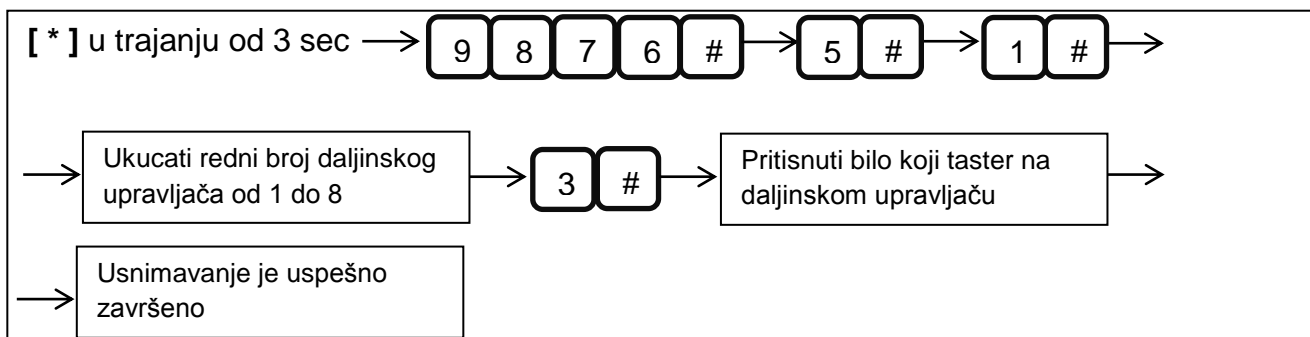 [ * ] u trajanju od 3 sec 9 8 7 6 # 5 # 1 #
Ukucati redni broj daljinskog
upravljača od 1 do 8
3 #
Pritisnuti bilo koji taster na
daljinskom upravljaču
Usnimavanje je uspešno
završeno